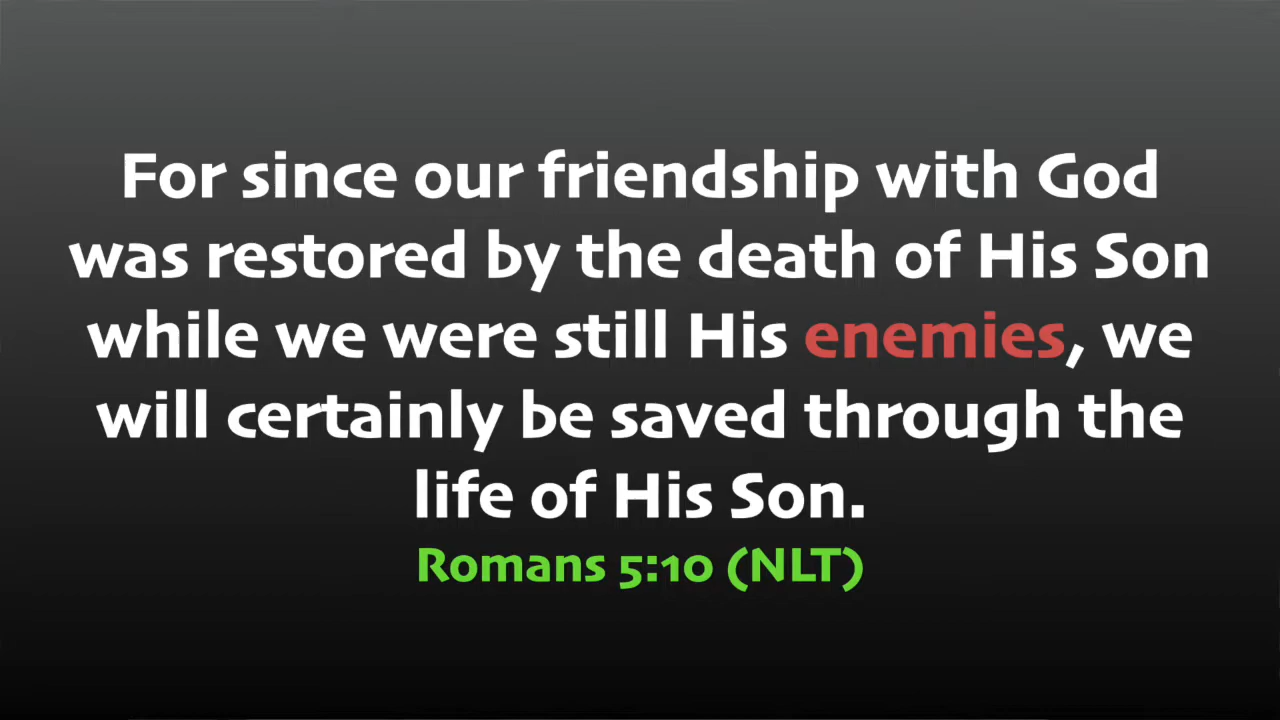 For since our friendship with God
was restored by the death of His Son
while we were still His enemies, we
will certainly be saved through the
life of His Son.
Romans 5:10 (NLT)